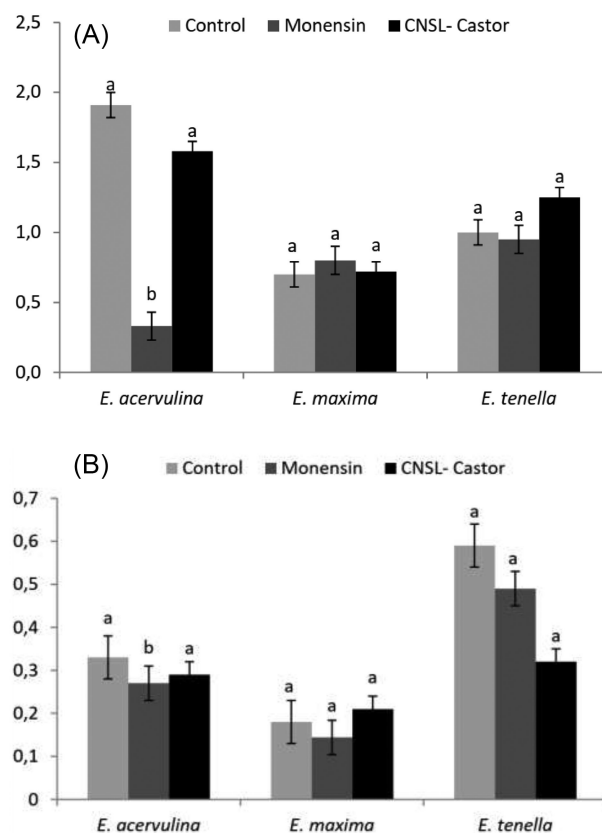 (A) Control Monensin CNSL- Castor
2,5
2,0
1,5
1,0
0,5
0,0
a b a
a a a
a a a
E. acervulina E. maxima E. tenella
(B) Control Monensin CNSL- Castor
0,7
0,6
0,5
0,4
0,3
0,2
0,1
0
a b a
a a a
a a a
E. acervulina E. maxima E. tenella